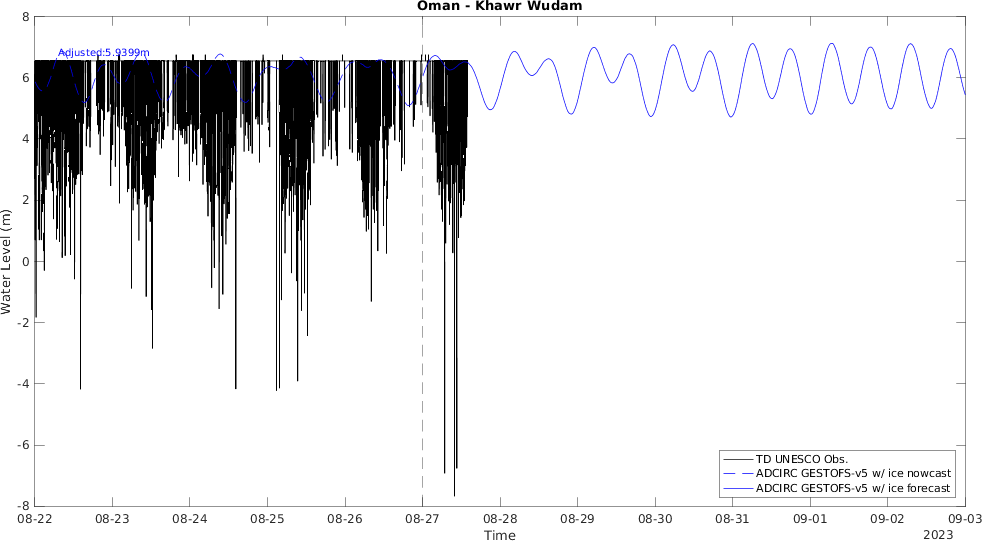 Oman - Khawr Wudam
Adjusted:5.9399m
8
6
4
2
0
-2
-4
-6
-8
Water Level (m)
08-22 08-23 08-24 08-25 08-26 08-27 08-28 08-29 08-30 08-31 09-01 09-02 09-03
Time
2023
TD UNESCO Obs.
ADCIRC GESTOFS-v5 w/ ice nowcast
ADCIRC GESTOFS-v5 w/ ice forecast